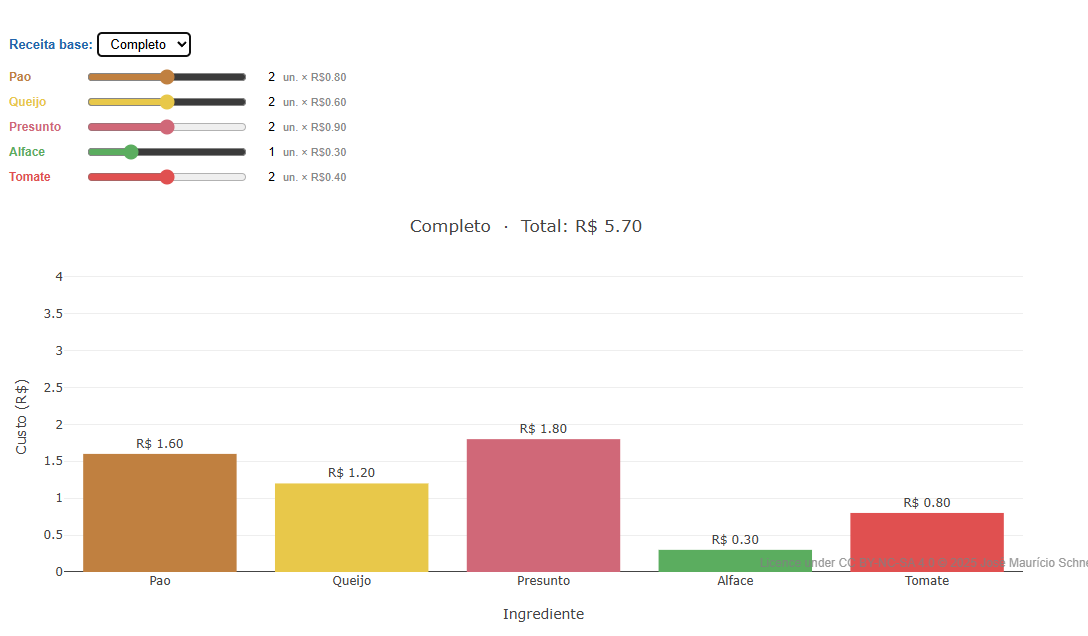 Receita base: Completo
Pao 2 un. × R$0.80
Queijo 2 un. × R$0.60
Presunto 2 un. × R$0.90
Alface 1 un. × R$0.30
Tomate 2 un. × R$0.40
Completo · Total: R$ 5.70
4
3.5
3
2.5
2
1.5
1
0.5
0
Custo (R$)
R$ 1.60
R$ 1.20
R$ 1.80
R$ 0.30
R$ 0.80
under CC Maurício
Pao Queijo Presunto Alface Tomate
Ingrediente